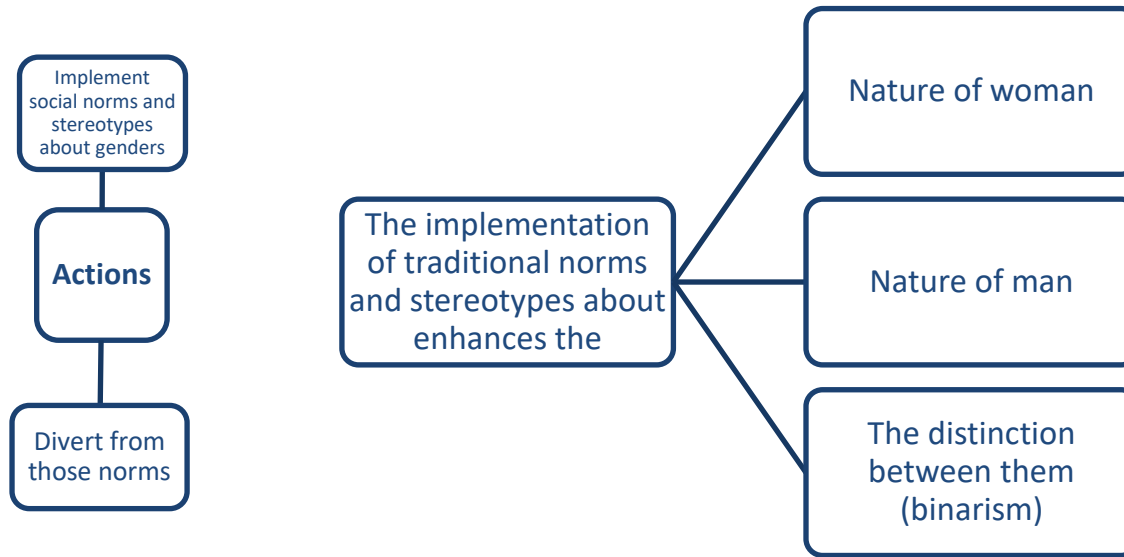 Implement
social norms and
stereotypes
about genders
Actions
Divert from
those norms
The implementation
of traditional norms
and stereotypes about
enhances the
Nature of woman
Nature of man
The distinction
between them
(binarism)